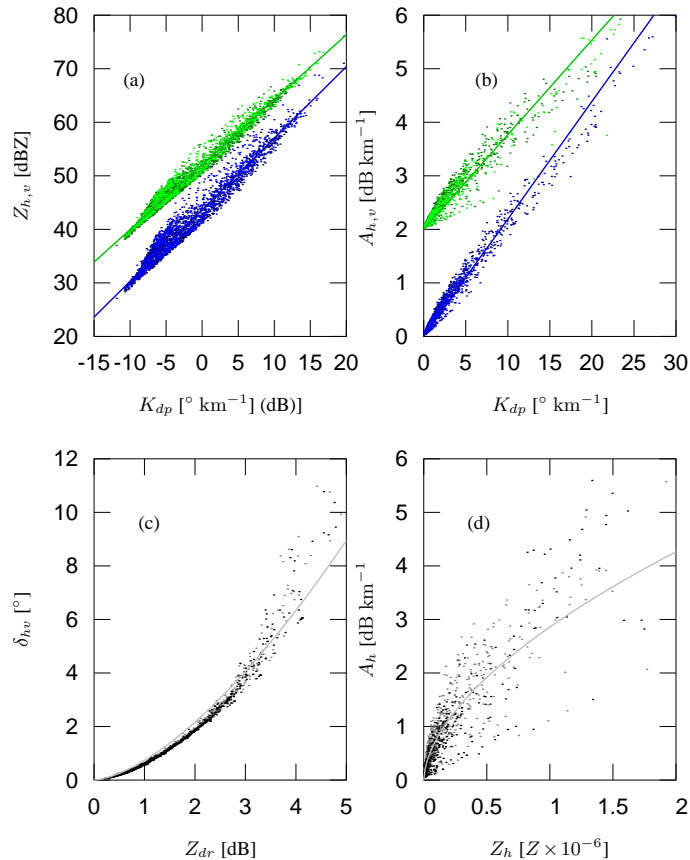 80
70
60
50
40
30
20
Z_{h,v} [dBZ]
(a)
-15 -10 -5 0 5 10 15 20
K_{dp} [° km^{−1}] (dB)]
6
5
4
3
2
1
0
A_{h,v} [dB km^{−1}]
(b)
0 5 10 15 20 25 30
K_{dp} [° km^{−1}]
12
10
8
6
4
2
0
δ_{hv} [°]
(c)
0 1 2 3 4 5
Z_{dr} [dB]
6
5
4
3
2
1
0
A_h [dB km^{−1}]
(d)
0 0.5 1 1.5 2
Z_h [Z × 10^{−6}]